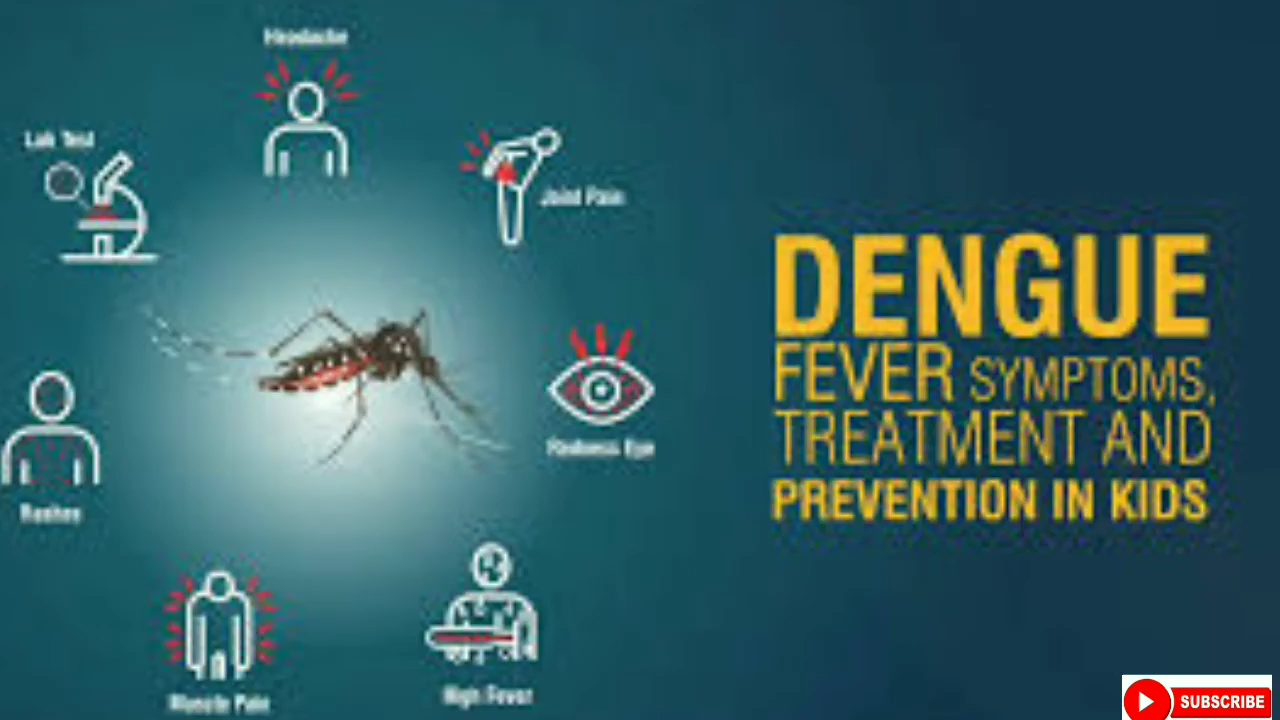 Headache
Lab Test
Joint Pain
Redness Eye
Rashes
Muscle Pain
High Fever
DENGUE
FEVER SYMPTOMS,
TREATMENT AND
PREVENTION IN KIDS
SUBSCRIBE